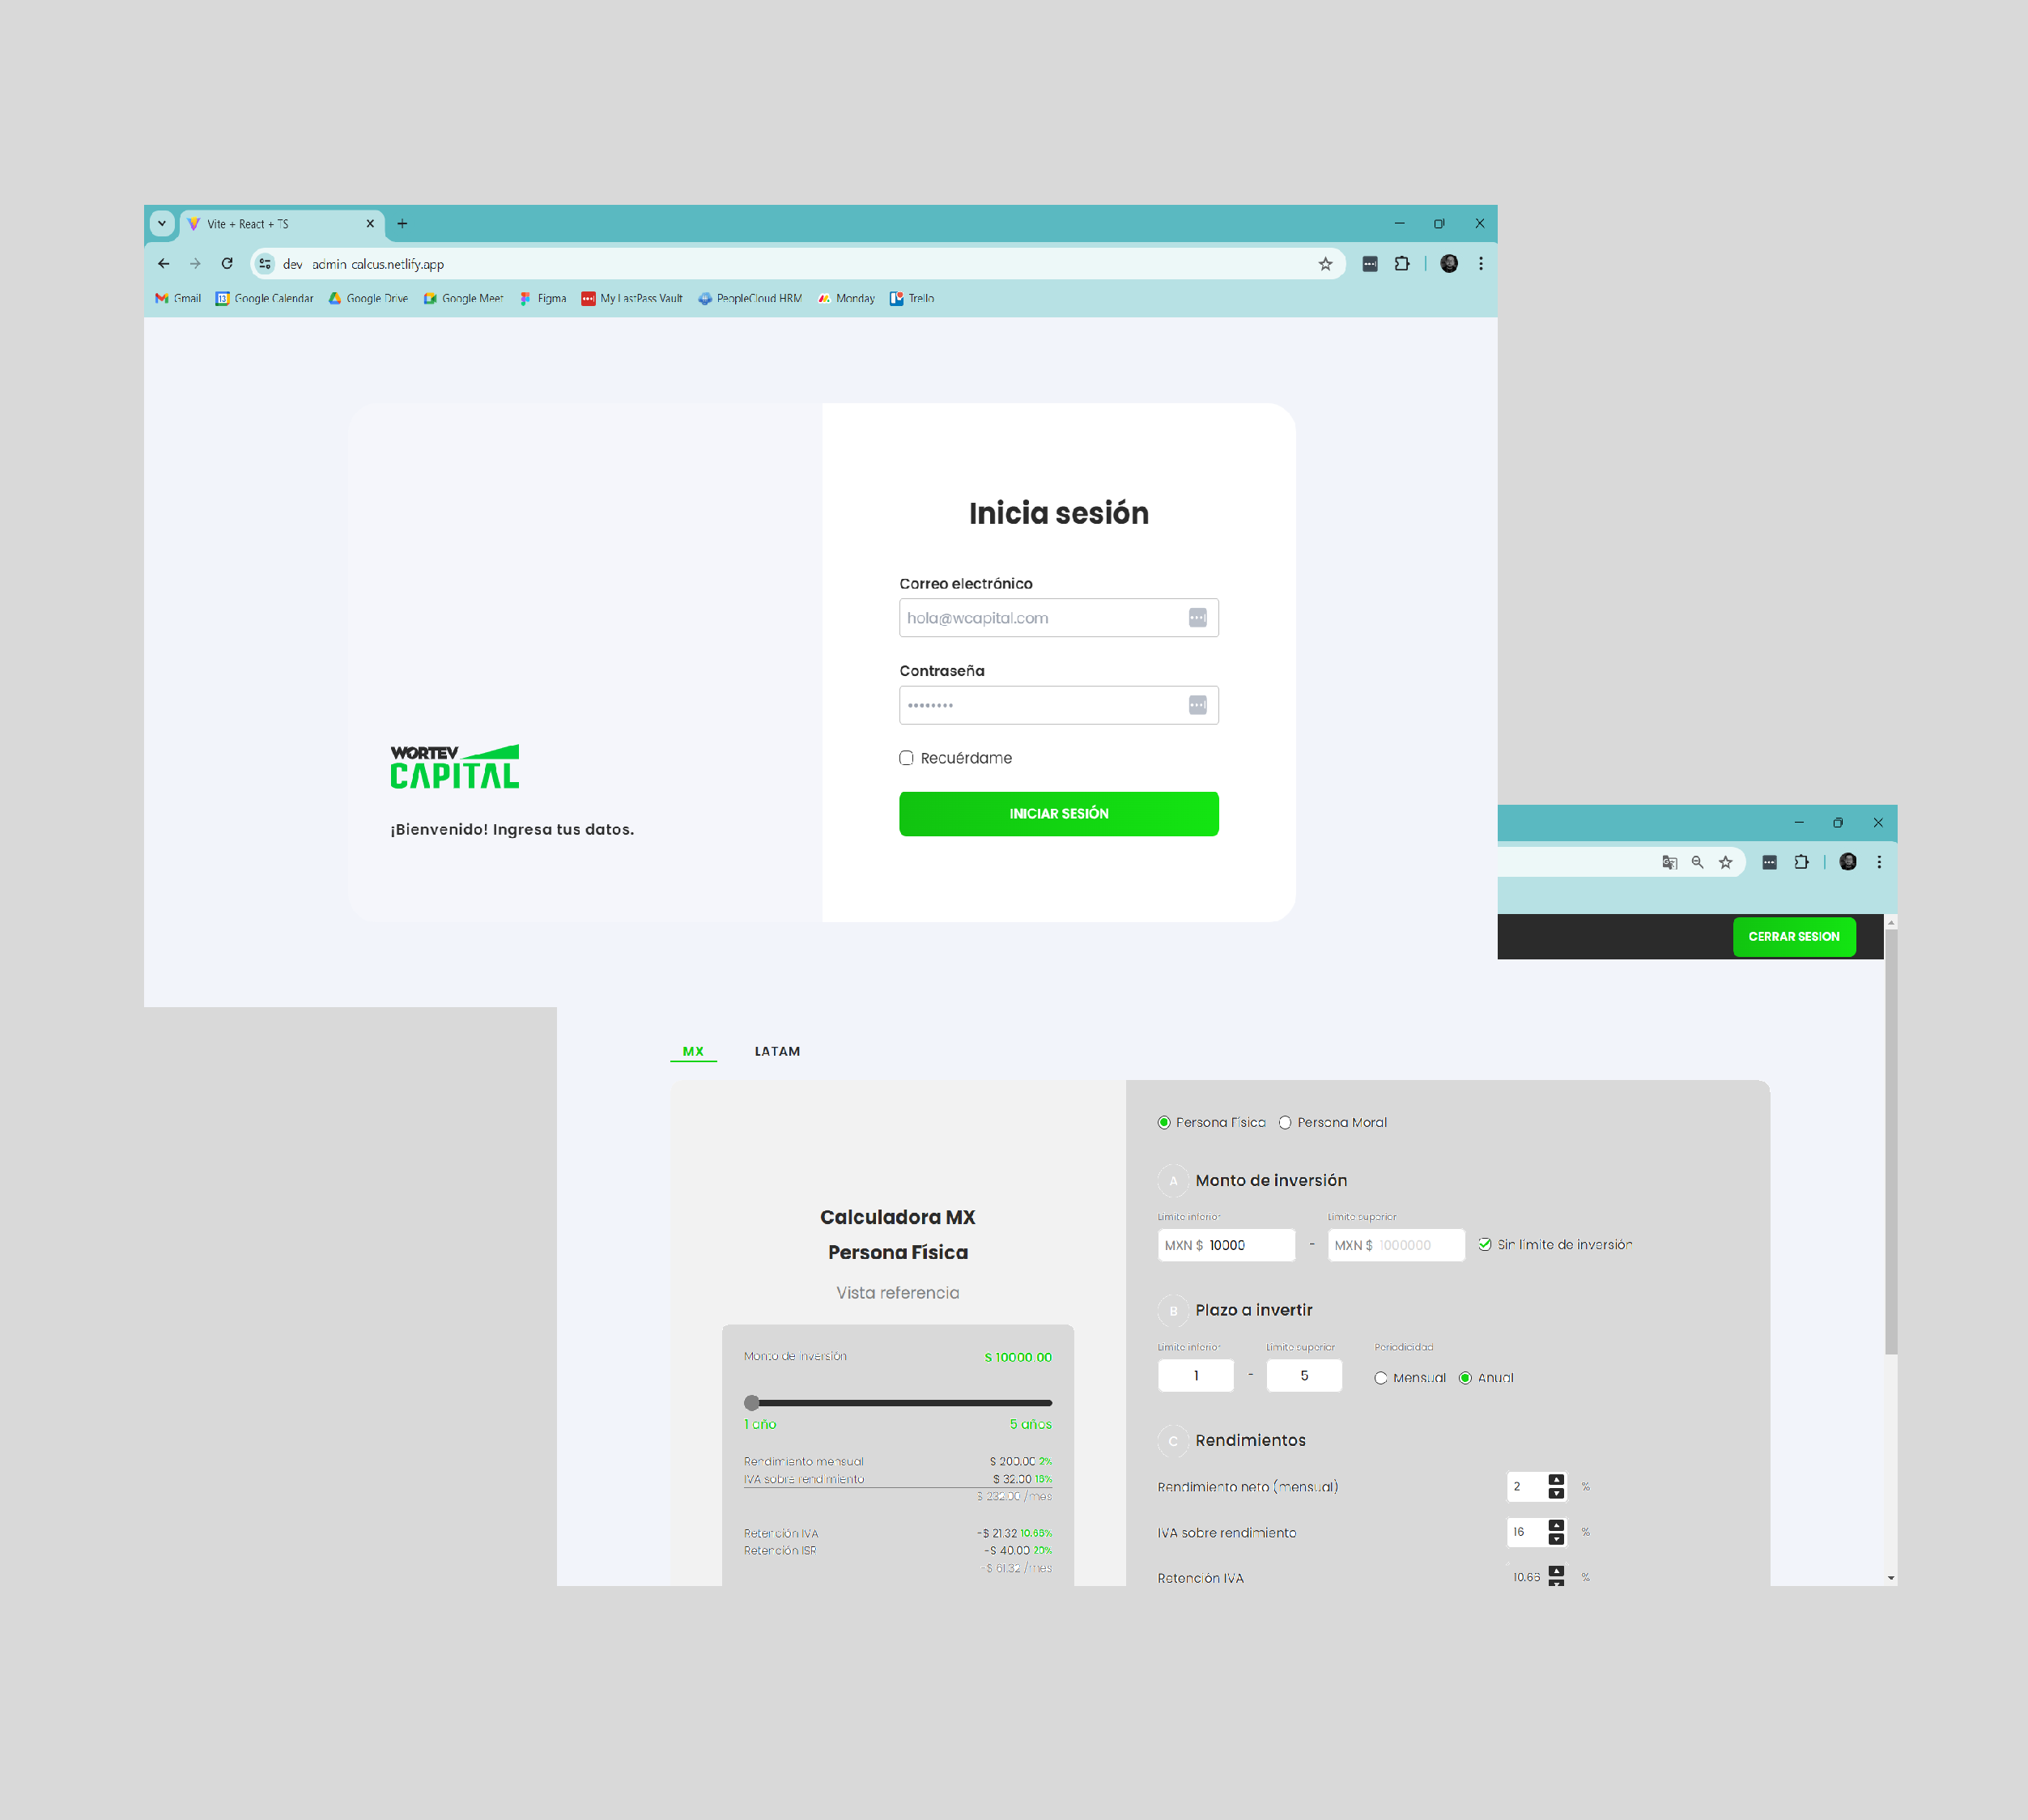 Vite + React + TS
dev admin calcus.netlify.app
Gmail
13
Google Calendar
Google Drive
Google Meet
Figma
My LastPass Vault
PeopleCloud HRM
Monday
Trello
Inicia sesión
Correo electrónico
hola@wcapital.com
Contraseña
Recuérdame
INICIAR SESIÓN
WORTEV
CAPITAL
¡Bienvenido! Ingresa tus datos.
CERRAR SESION
MX LATAM
Calculadora MX
Persona Física
Vista referencia
Monto de inversión $ 10000.00
1 año 5 años
Rendimiento mensual $ 200.00 2%
IVA sobre rendimiento $ 32.00 16%
$ 232.00 /mes
Retención IVA -$ 21.32 10.66%
Retención ISR -$ 40.00 20%
-$ 61.32 /mes
Persona Física Persona Moral
A Monto de inversión
Límite inferior Límite superior
MXN $ 10000 - MXN $ 1000000 Sin límite de inversión
B Plazo a invertir
Límite inferior Límite superior Periodicidad
1 - 5 Mensual Anual
C Rendimientos
Rendimiento neto (mensual) 2 %
IVA sobre rendimiento 16 %
Retención IVA 10.66 %